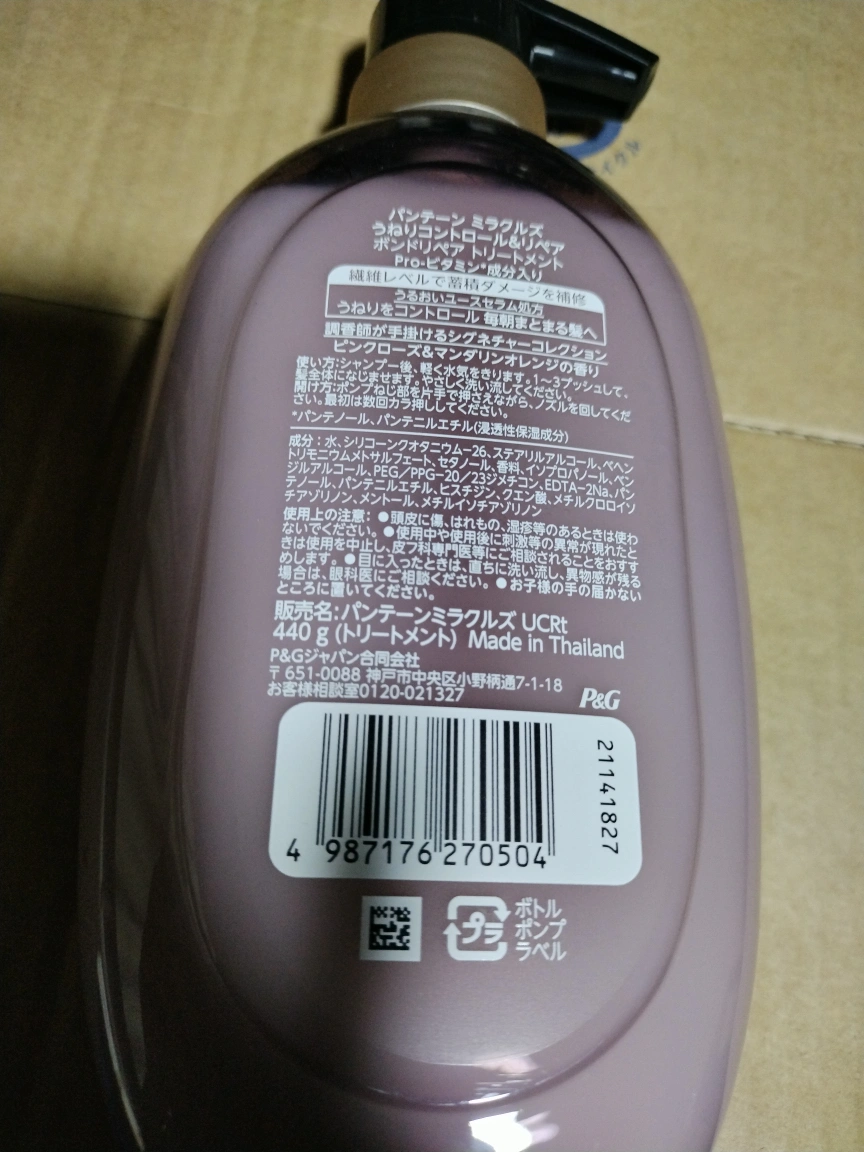 パンテーン ミラクルズ
うねりコントロール&リペア
ボンドリペア トリートメント
Pro-ビタミン*成分入り
繊維レベルで蓄積ダメージを補修
うるおいユースセラム処方
うねりをコントロール 毎朝まとまる髪へ
調香師が手掛けるシグネチャーコレクション
ピンクローズ&マンダリンオレンジの香り
使い方:シャンプー後、軽く水気をきります。1~3プッシュして、
髪全体になじませます。やさしく洗い流してください。
開け方:ポンプねじ部を片手で押さえながら、ノズルを回してくだ
さい。最初は数回カラ押ししてください。
*パンテノール、パンテニルエチル(浸透性保湿成分)
成分:水、シリコーンクオタニウム-26、ステアリルアルコール、ベヘン
トリモニウムメトサルフェート、セタノール、香料、イソプロパノール、ベン
ジルアルコール、PEG/PPG-20/23ジメチコン、EDTA-2Na、パン
テノール、パンテニルエチル、ヒスチジン、クエン酸、メチルクロロイソ
チアゾリノン、メントール、メチルイソチアゾリノン
使用上の注意: ●頭皮に傷、はれもの、湿疹等のあるときは使わ
ないでください。●使用中や使用後に刺激等の異常が現れたと
きは使用を中止し、皮フ科専門医等にご相談されることをおすす
めします。●目に入ったときは、直ちに洗い流し、異物感が残る
場合は、眼科医にご相談ください。●お子様の手の届かない
ところに置いてください。
販売名:パンテーンミラクルズ UCRt
440 g (トリートメント) Made in Thailand
P&Gジャパン合同会社
〒651-0088 神戸市中央区小野柄通7-1-18
お客様相談室0120-021327
P&G
21141827
4 987176 270504
プラ
ボトル
ポンプ
ラベル